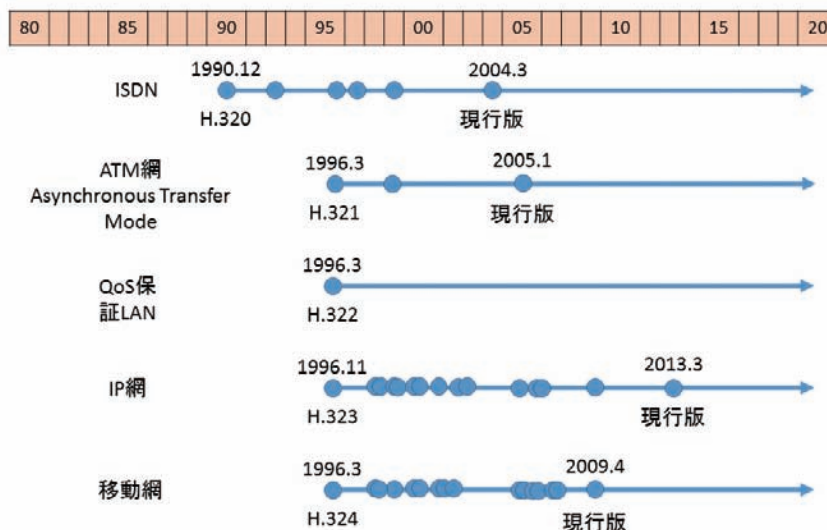 80 85 90 95 00 05 10 15 20
1990.12 2004.3
ISDN
H.320 現行版
1996.3 2005.1
ATM網
Asynchronous Transfer
Mode
H.321 現行版
1996.3
QoS保
証LAN
H.322
1996.11 2013.3
IP網
H.323 現行版
1996.3 2009.4
移動網
H.324 現行版